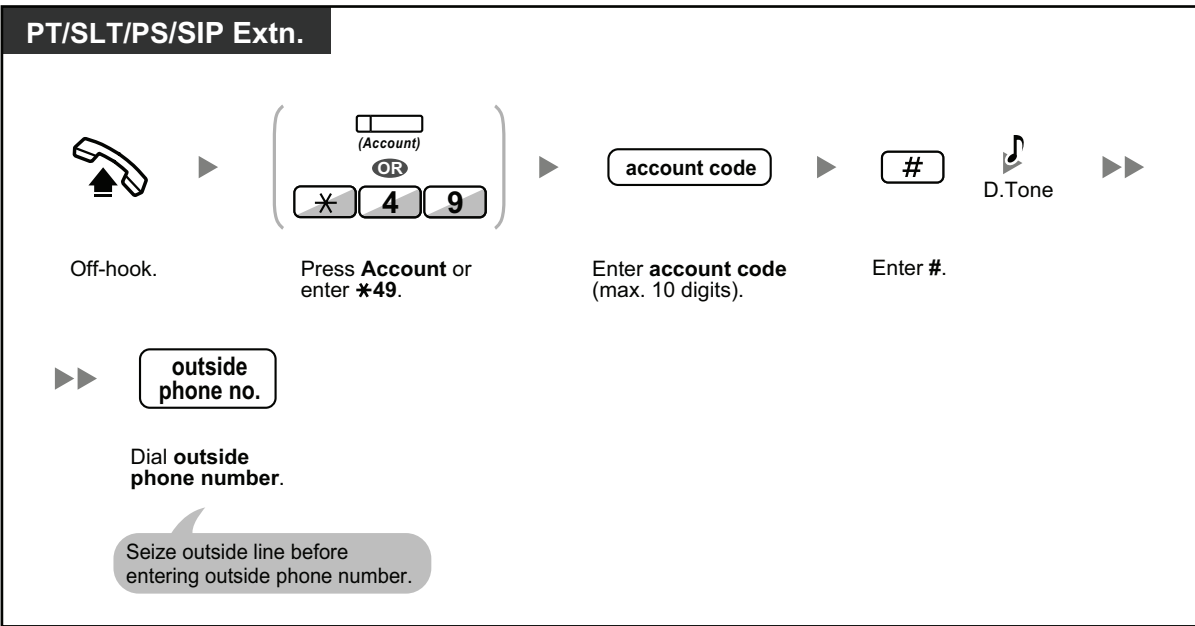 PT/SLT/PS/SIP Extn.
(Account)
OR
* 4 9
account code
#
D.Tone
Off-hook.
Press Account or
enter *49.
Enter account code
(max. 10 digits).
Enter #.
outside
phone no.
Dial outside
phone number.
Seize outside line before
entering outside phone number.